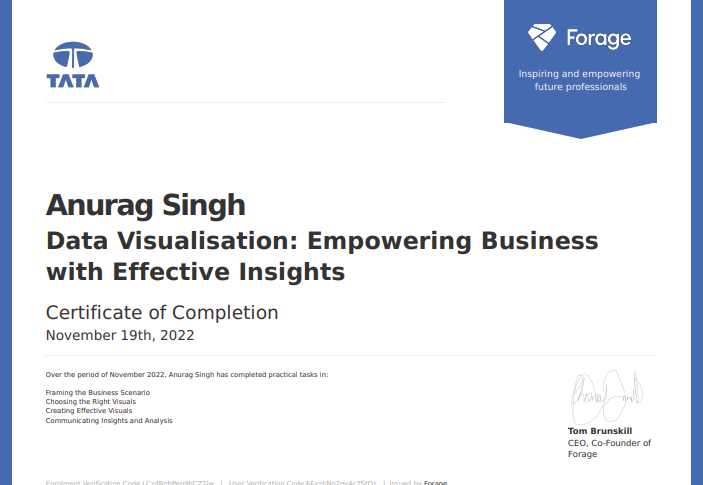 TATA
Forage
Inspiring and empowering
future professionals
Anurag Singh
Data Visualisation: Empowering Business
with Effective Insights
Certificate of Completion
November 19th, 2022
Over the period of November 2022, Anurag Singh has completed practical tasks in:
Framing the Business Scenario
Choosing the Right Visuals
Creating Effective Visuals
Communicating Insights and Analysis
Tom Brunskill
CEO, Co-Founder of
Forage
Enrolment Verification Code | User Verification Code | Issued by Forage